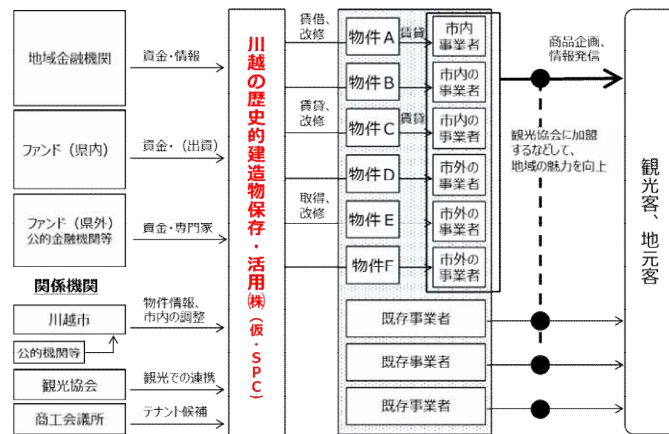 地域金融機関
資金・情報
ファンド（県内）
資金・（出資）
ファンド（県外）
公的金融機関等
資金・専門家
関係機関
川越市
物件情報、
市内の調整
公的機関等
観光協会
観光での連携
商工会議所
テナント候補
川越の歴史的建造物保存・活用㈱（仮・SPC）
賃借、
改修
物件A
賃貸
市内
事業者
物件B
市内の
事業者
賃貸、
改修
物件C
賃貸
市内の
事業者
物件D
市外の
事業者
取得、
改修
物件E
市外の
事業者
物件F
市外の
事業者
既存事業者
既存事業者
既存事業者
商品企画、
情報発信
観光協会に加盟
するなどして、
地域の魅力を向上
観光客、地元客